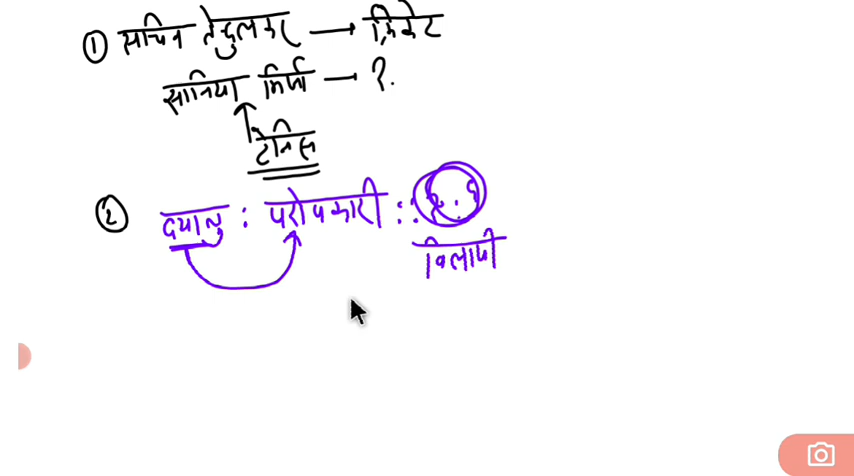 ① सचिन तेंदुलकर → क्रिकेट
सानिया मिर्जा → ?
टेनिस
② दयालु : परोपकारी ::
विलापी